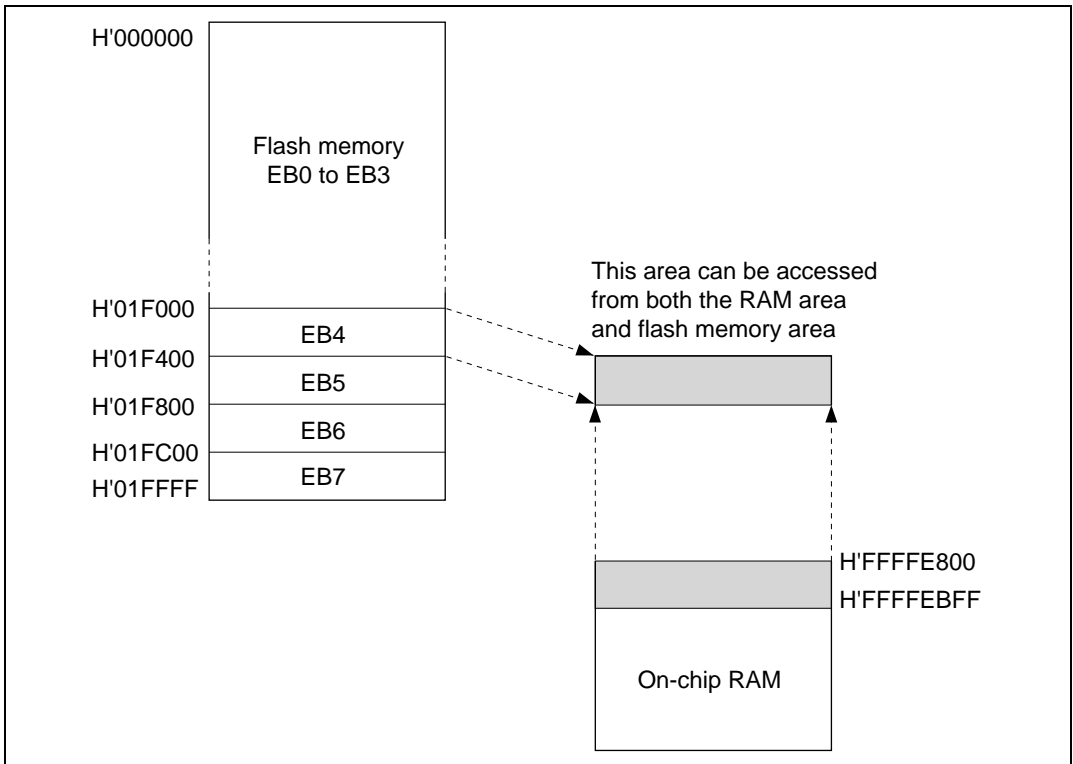 H'000000
Flash memory
EB0 to EB3
This area can be accessed
from both the RAM area
and flash memory area
H'01F000
EB4
H'01F400
EB5
H'01F800
EB6
H'01FC00
EB7
H'01FFFF
H'FFFFE800
H'FFFFEBFF
On-chip RAM